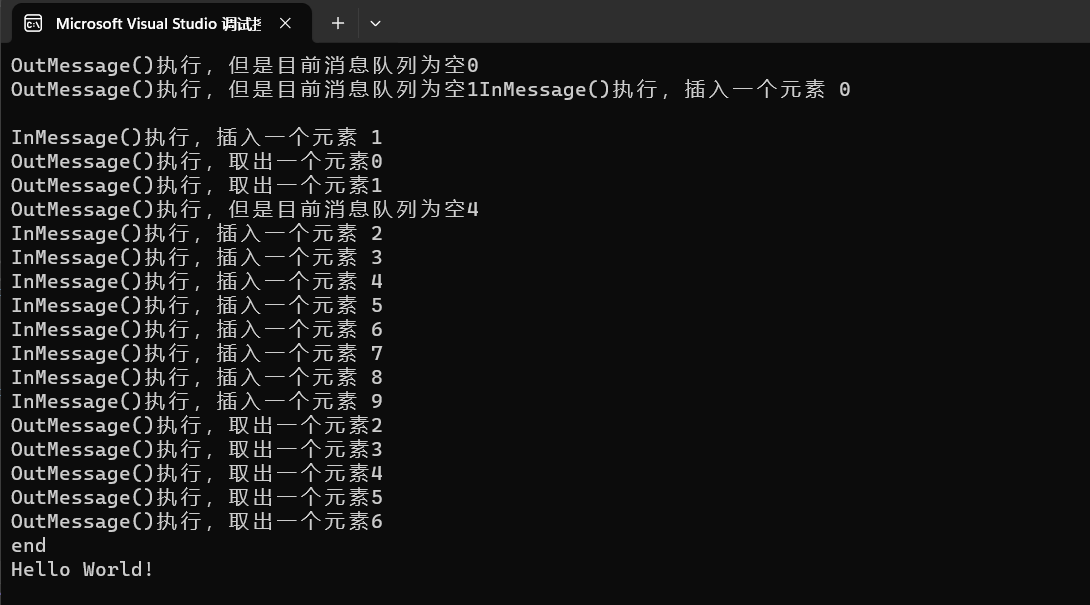 Microsoft Visual Studio 调试控
OutMessage()执行，但是目前消息队列为空0
OutMessage()执行，但是目前消息队列为空1InMessage()执行，插入一个元素 0
InMessage()执行，插入一个元素 1
OutMessage()执行，取出一个元素0
OutMessage()执行，取出一个元素1
OutMessage()执行，但是目前消息队列为空4
InMessage()执行，插入一个元素 2
InMessage()执行，插入一个元素 3
InMessage()执行，插入一个元素 4
InMessage()执行，插入一个元素 5
InMessage()执行，插入一个元素 6
InMessage()执行，插入一个元素 7
InMessage()执行，插入一个元素 8
InMessage()执行，插入一个元素 9
OutMessage()执行，取出一个元素2
OutMessage()执行，取出一个元素3
OutMessage()执行，取出一个元素4
OutMessage()执行，取出一个元素5
OutMessage()执行，取出一个元素6
end
Hello World!